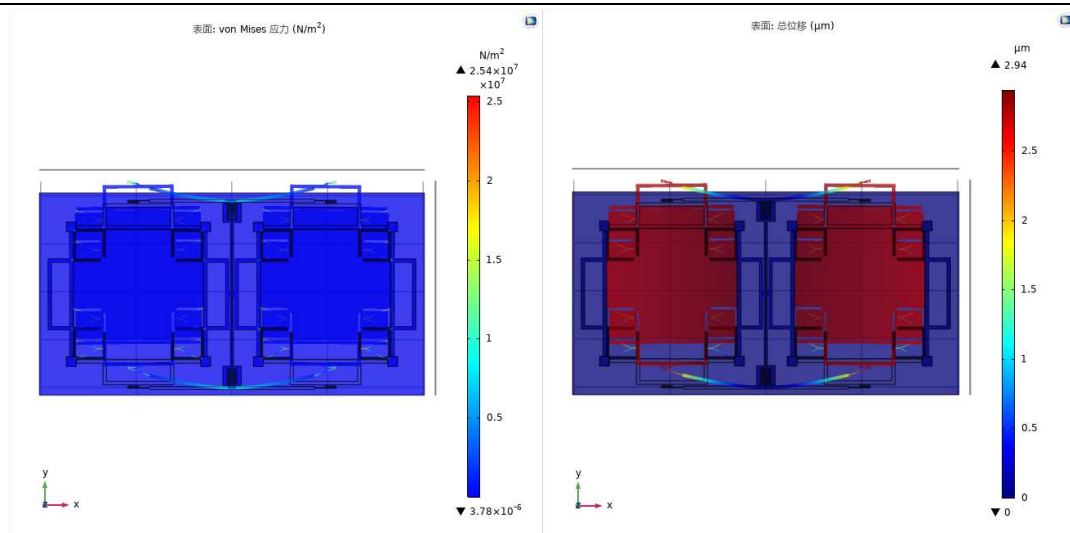 表面: von Mises 应力 (N/m²)
N/m²
▲ 2.54×10⁷
×10⁷
2.5
2
1.5
1
0.5
▼ 3.78×10⁻⁶
y
z
x
表面: 总位移 (μm)
μm
▲ 2.94
2.5
2
1.5
1
0.5
0
▼ 0
y
z
x